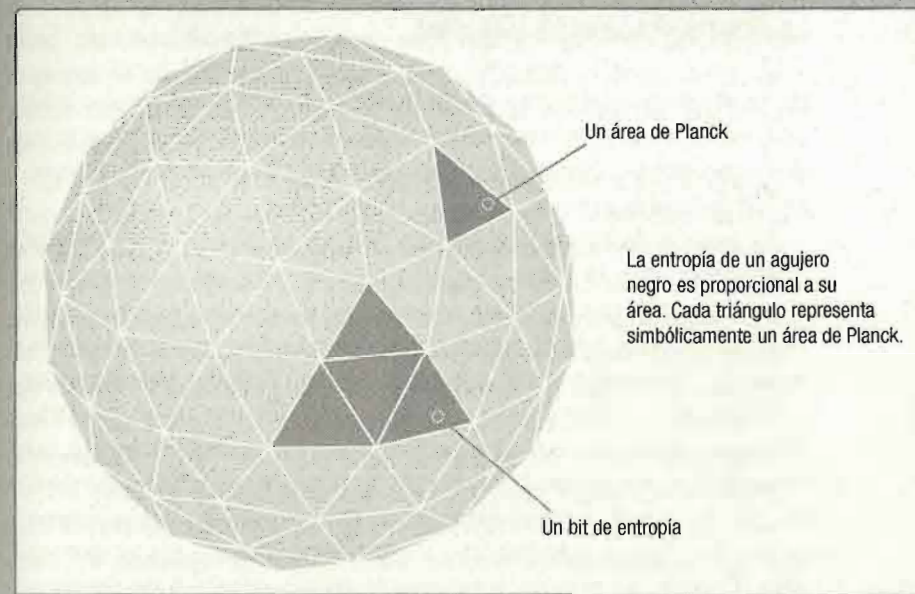 Un área de Planck
La entropía de un agujero
negro es proporcional a su
área. Cada triángulo representa
simbólicamente un área de Planck.
Un bit de entropía